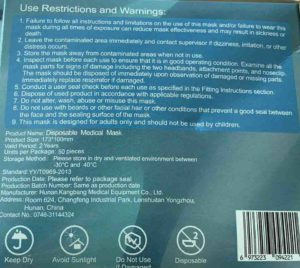 Use Restrictions and Warnings:
1. Failure to follow all instructions and limitations on the use of this mask and/or failure to wear this
mask during all times of exposure can reduce mask effectiveness and may result in sickness or
death.
2. Leave the contaminated area immediately and contact supervisor if dizziness, irritation, or other
distress occurs.
3. Store the mask away from contaminated areas when not in use.
4. Inspect mask before each use to ensure that it is in good operating condition. Examine all the
mask parts for signs of damage including the two headbands, attachment points, and noseclip.
The mask should be disposed of immediately upon observation of damaged or missing parts.
immediately replace respirator if damaged.
5. Conduct a user seal check before each use as specified in the Fitting Instructions section.
6. Dispose of used product in accordance with applicable regulations.
7. Do not alter, wash, abuse or misuse this mask.
8. Do not use with beards or other facial hair or other conditions that prevent a good seal between
the face and the sealing surface of the mask.
9. This mask is designed for adults only and should not be used by children.
Product Name: Disposable Medical Mask
Product Size: 173*100mm
Valid Period: 2 Years
Units per Package: 50 pieces
Storage Method: Please store in dry and ventilated environment between
-30°C and 40°C
Standard: YY/T0969-2013
Production Date: Please refer to package seal
Production Batch Number: Same as production date
Manufacturer: Hunan Kangbang Medical Equipment Co., Ltd.
Address: Room 624, Changfeng Industrial Park, Lanshutan Yongzhou,
Hunan, China
Contact No.: 0746-31144324
Keep Dry
Avoid Sunlight
Do Not Use
if Damaged
Disposable
6 973223 094221